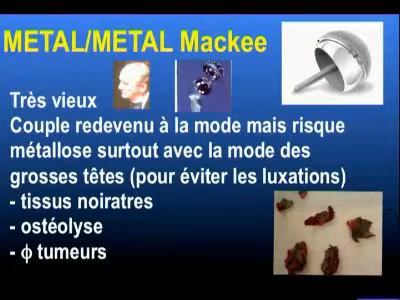 METAL/METAL Mackee
Très vieux
Couple redevenu à la mode mais risque
métallose surtout avec la mode des
grosses têtes (pour éviter les luxations)
- tissus noiratres
- ostéolyse
- ϕ tumeurs